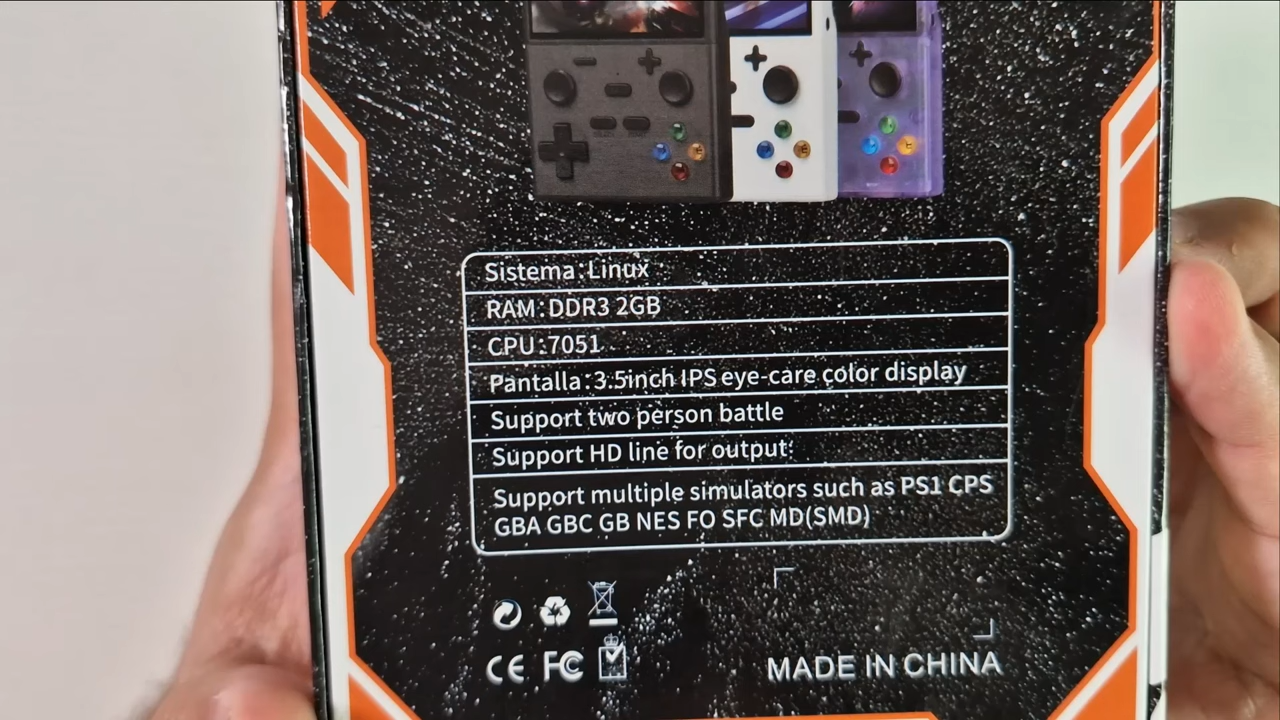 Sistema:Linux
RAM:DDR3 2GB
CPU:7051
Pantalla:3.5inch IPS eye-care color display
Support two person battle
Support HD line for output:
Support multiple simulators such as PS1 CPS
GBA GBC GB NES FO SFC MD(SMD)
CE FC
MADE IN CHINA